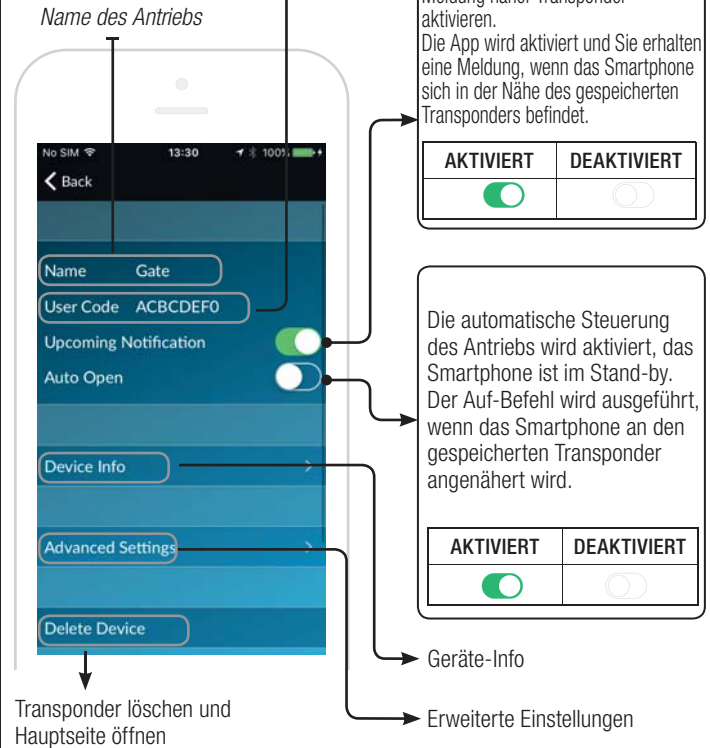 Name des Antriebs
Meldung naher Transponder
aktivieren.
Die App wird aktiviert und Sie erhalten
eine Meldung, wenn das Smartphone
sich in der Nähe des gespeicherten
Transponders befindet.
AKTIVIERT DEAKTIVIERT
No SIM 13:30 100%
Back
Name Gate
User Code ACBCDEF0
Upcoming Notification
Auto Open
Device Info
Advanced Settings
Delete Device
Die automatische Steuerung
des Antriebs wird aktiviert, das
Smartphone ist im Stand-by.
Der Auf-Befehl wird ausgeführt,
wenn das Smartphone an den
gespeicherten Transponder
angenähert wird.
AKTIVIERT DEAKTIVIERT
Geräte-Info
Erweiterte Einstellungen
Transponder löschen und
Hauptseite öffnen